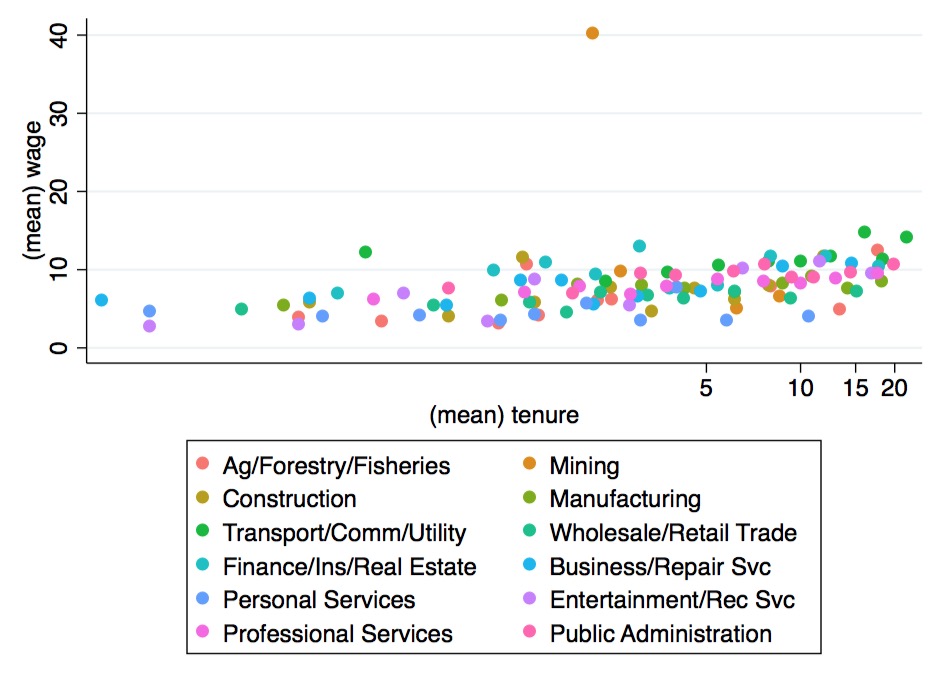 40
30
20
10
0
(mean) wage
5 10 15 20
(mean) tenure
Ag/Forestry/Fisheries Mining
Construction Manufacturing
Transport/Comm/Utility Wholesale/Retail Trade
Finance/Ins/Real Estate Business/Repair Svc
Personal Services Entertainment/Rec Svc
Professional Services Public Administration